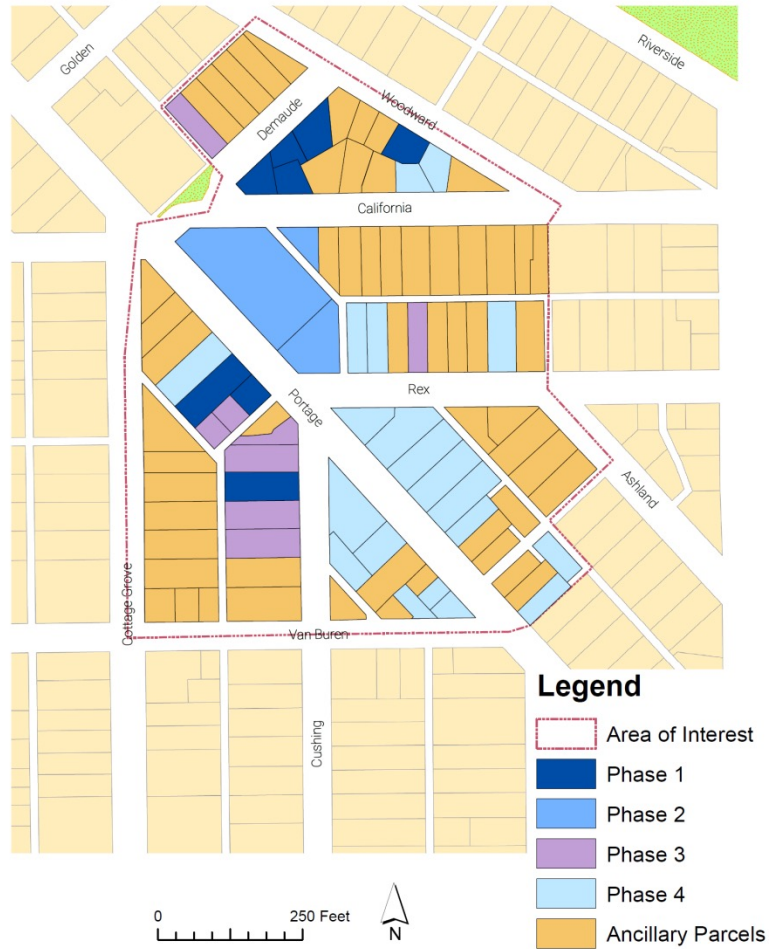 Golden
Riverside
Demaude
Woodward
California
Rex
Portage
Ashland
Cottage Grove
Van Buren
Cushing
Legend
Area of Interest
Phase 1
Phase 2
Phase 3
Phase 4
Ancillary Parcels
0 250 Feet
N